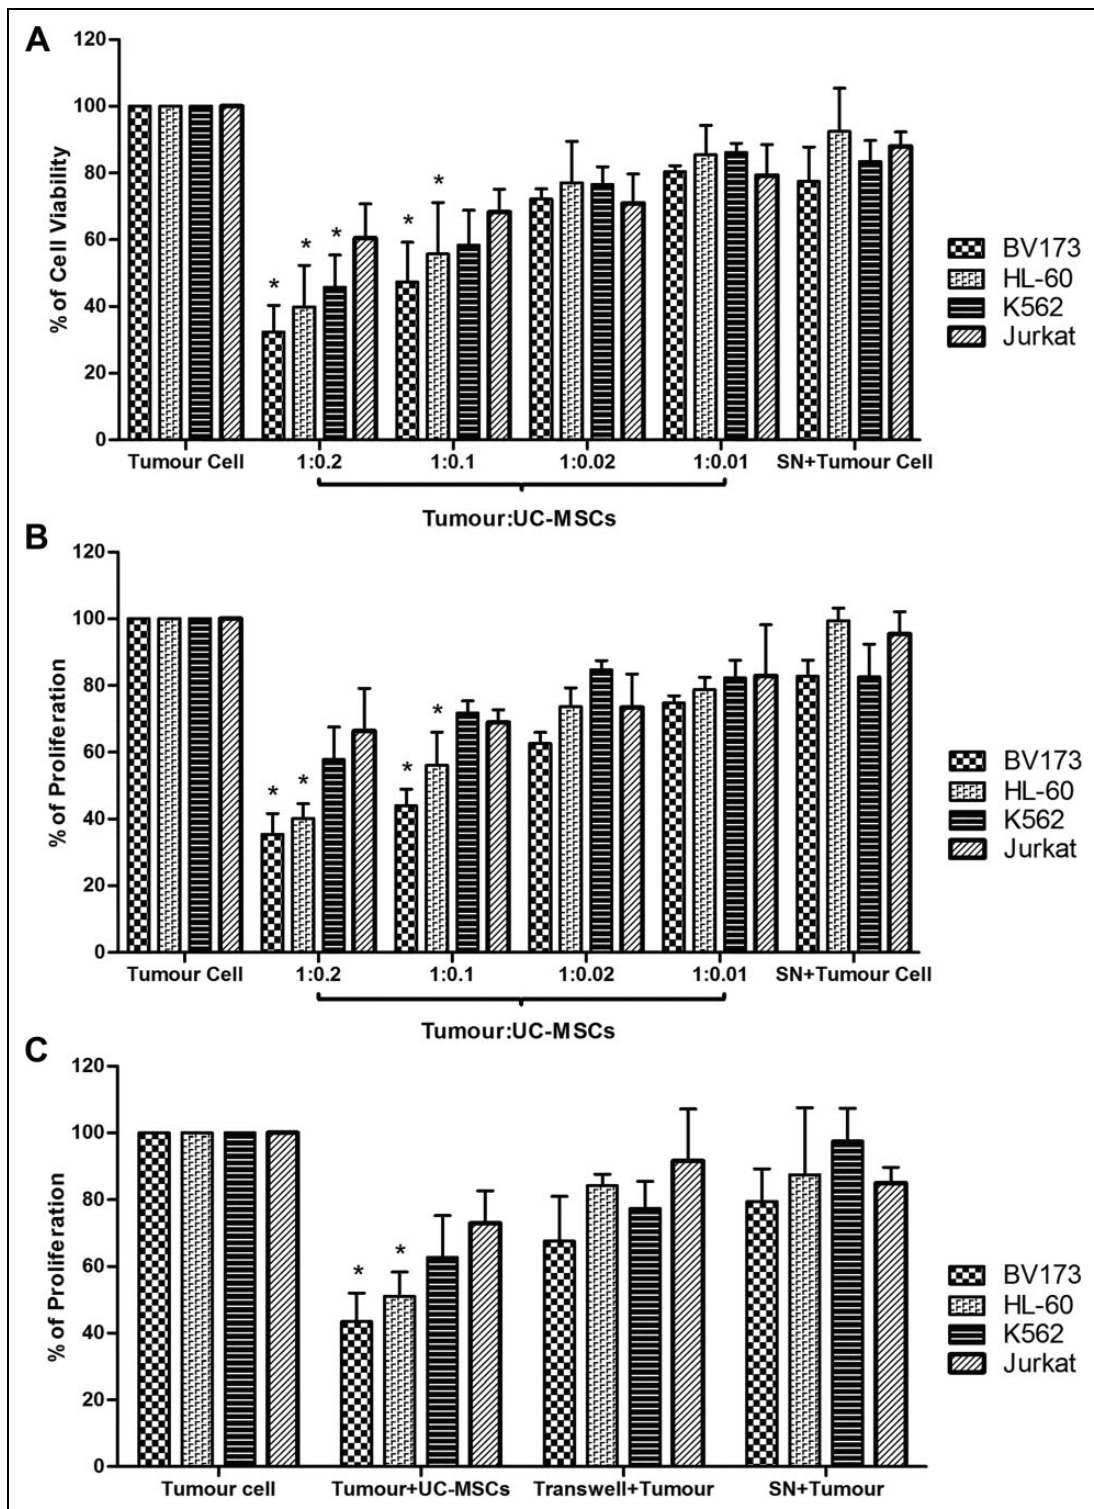 A
120
100
80
60
40
20
0
% of Cell Viability
* * * * *
Tumour Cell 1:0.2 1:0.1 1:0.02 1:0.01 SN+Tumour Cell
Tumour:UC-MSCs
BV173
HL-60
K562
Jurkat
B
120
100
80
60
40
20
0
% of Proliferation
* * * *
Tumour Cell 1:0.2 1:0.1 1:0.02 1:0.01 SN+Tumour Cell
Tumour:UC-MSCs
BV173
HL-60
K562
Jurkat
C
120
100
80
60
40
20
0
% of Proliferation
* *
Tumour cell Tumour+UC-MSCs Transwell+Tumour SN+Tumour
BV173
HL-60
K562
Jurkat